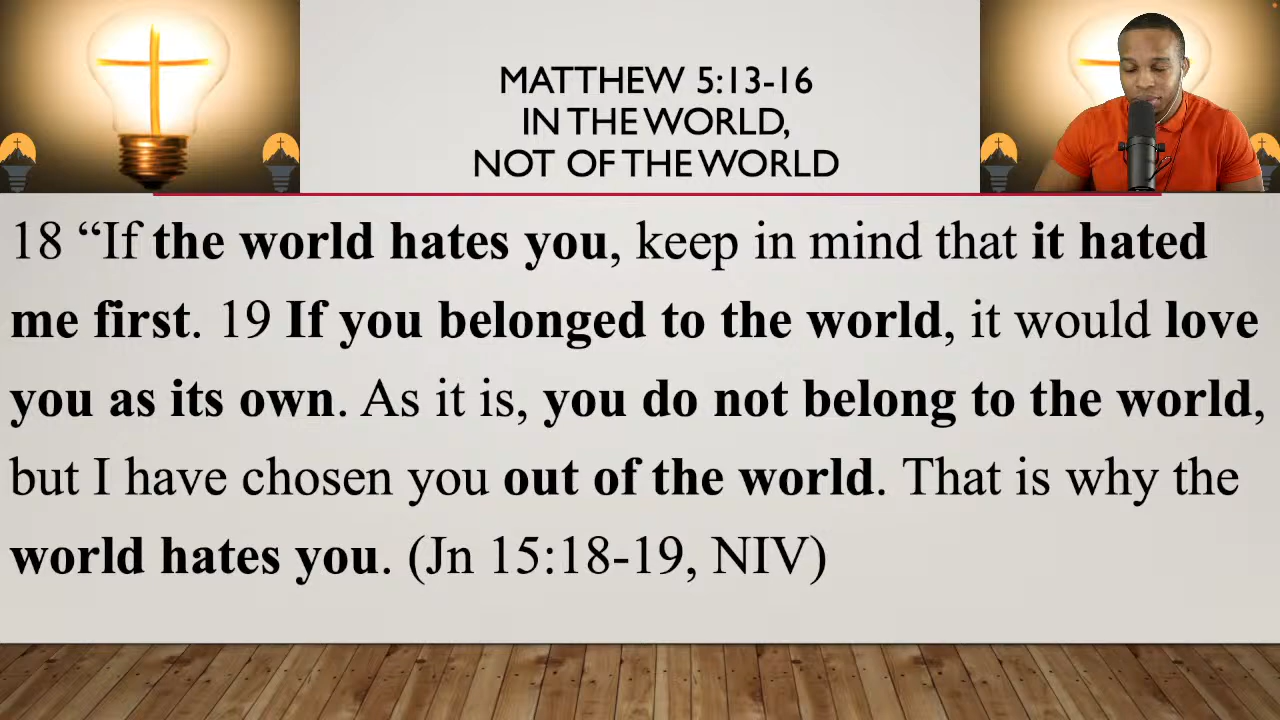 MATTHEW 5:13-16
IN THE WORLD,
NOT OF THE WORLD
18 “If the world hates you, keep in mind that it hated
me first. 19 If you belonged to the world, it would love
you as its own. As it is, you do not belong to the world,
but I have chosen you out of the world. That is why the
world hates you. (Jn 15:18-19, NIV)